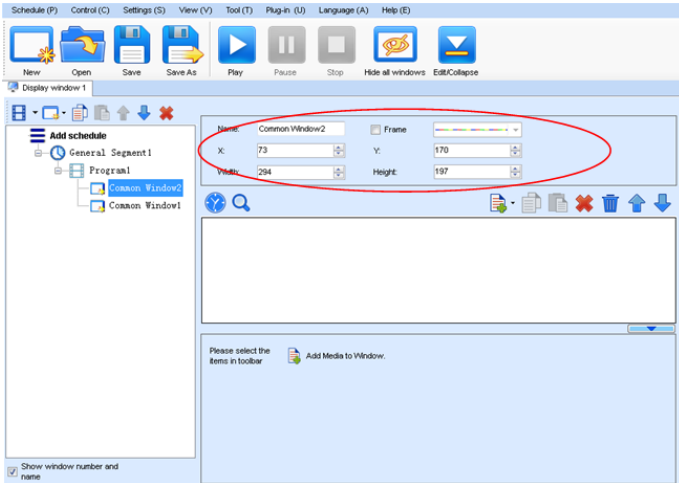 Schedule (P) Control (C) Settings (S) View (V) Tool (T) Plug-in (U) Language (A) Help (E)
New Open Save Save As Play Pause Stop Hide all windows Edit/Collapse
Display window 1
Add schedule
General Segment1
Program1
Common Window2
Common Window1
Show window number and
name
Name: Common Window2 Frame
X: 73 Y: 170
Width: 294 Height: 197
Please select the
items in toolbar
Add Media to Window.